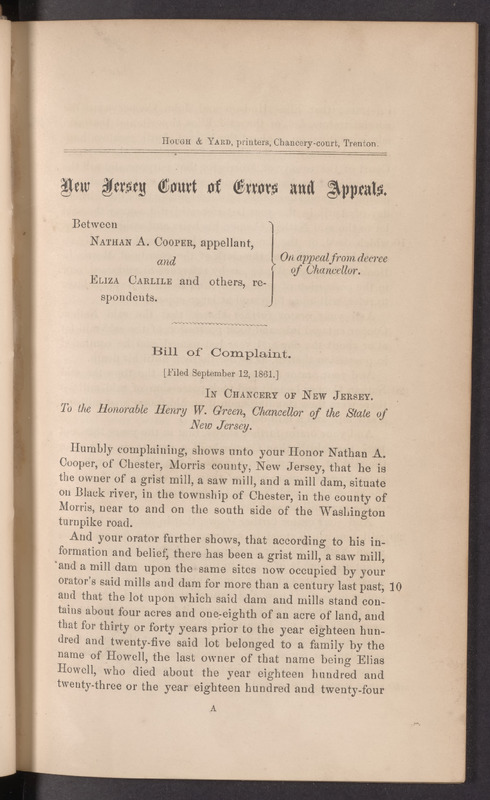 Hough & Yard, printers, Chancery-court, Trenton.
New Jersey Court of Errors and Appeals.
Between
Nathan A. Cooper, appellant,
and
Eliza Carlile and others, re-
spondents.
On appeal from decree
of Chancellor.
Bill of Complaint.
[Filed September 12, 1861.]
In Chancery of New Jersey.
To the Honorable Henry W. Green, Chancellor of the State of
New Jersey.
Humbly complaining, shows unto your Honor Nathan A.
Cooper, of Chester, Morris county, New Jersey, that he is
the owner of a grist mill, a saw mill, and a mill dam, situate
on Black river, in the township of Chester, in the county of
Morris, near to and on the south side of the Washington
turnpike road.
And your orator further shows, that according to his in-
formation and belief, there has been a grist mill, a saw mill,
and a mill dam upon the same sites now occupied by your
orator's said mills and dam for more than a century last past, 10
and that the lot upon which said dam and mills stand con-
tains about four acres and one-eighth of an acre of land, and
that for thirty or forty years prior to the year eighteen hun-
dred and twenty-five said lot belonged to a family by the
name of Howell, the last owner of that name being Elias
Howell, who died about the year eighteen hundred and
twenty-three or the year eighteen hundred and twenty-four
A